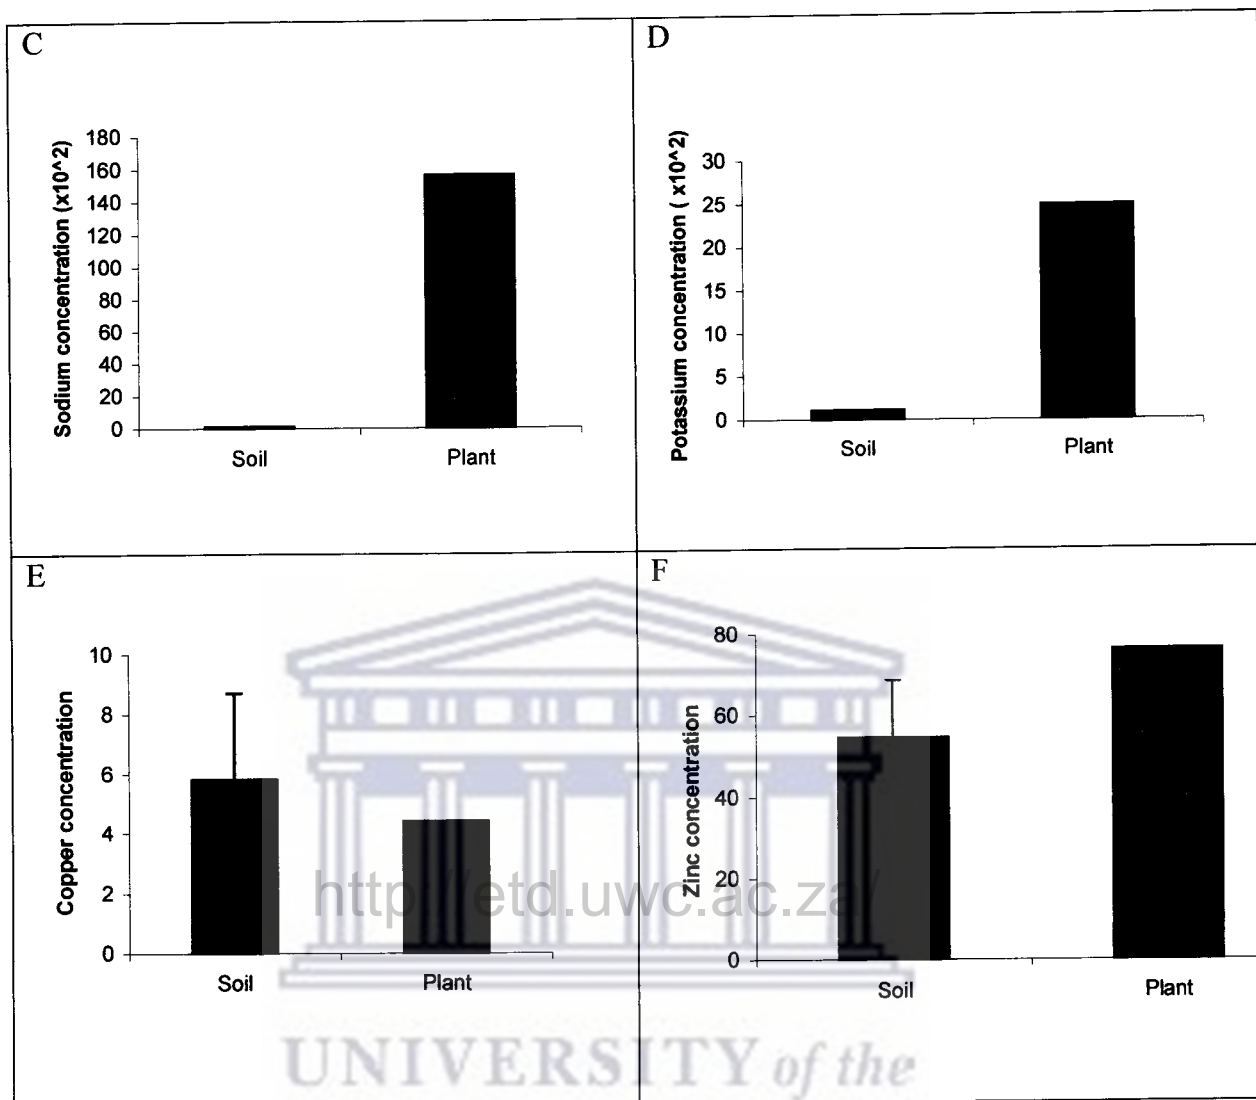 C
Sodium concentration (x10^2)
180
160
140
120
100
80
60
40
20
0
Soil Plant
D
Potassium concentration ( x10^2)
30
25
20
15
10
5
0
Soil Plant
E
Copper concentration
10
8
6
4
2
0
Soil Plant
F
Zinc concentration
80
60
40
20
0
Soil Plant
http://etd.uwc.ac.za/
UNIVERSITY of the